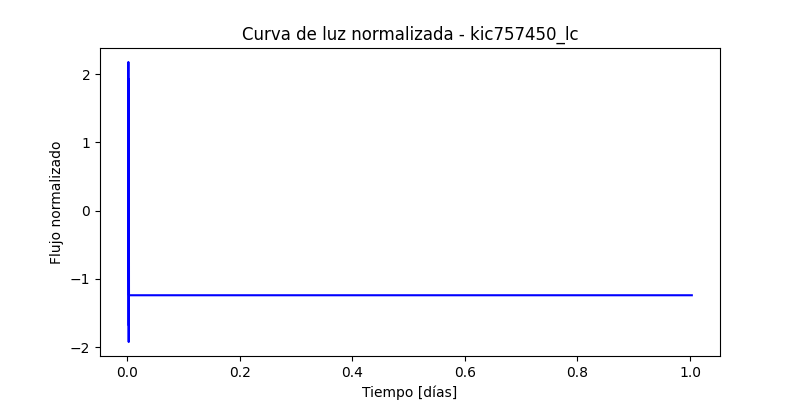 Curva de luz normalizada - kic757450_lc
Flujo normalizado
2
1
0
−1
−2
0.0 0.2 0.4 0.6 0.8 1.0
Tiempo [días]